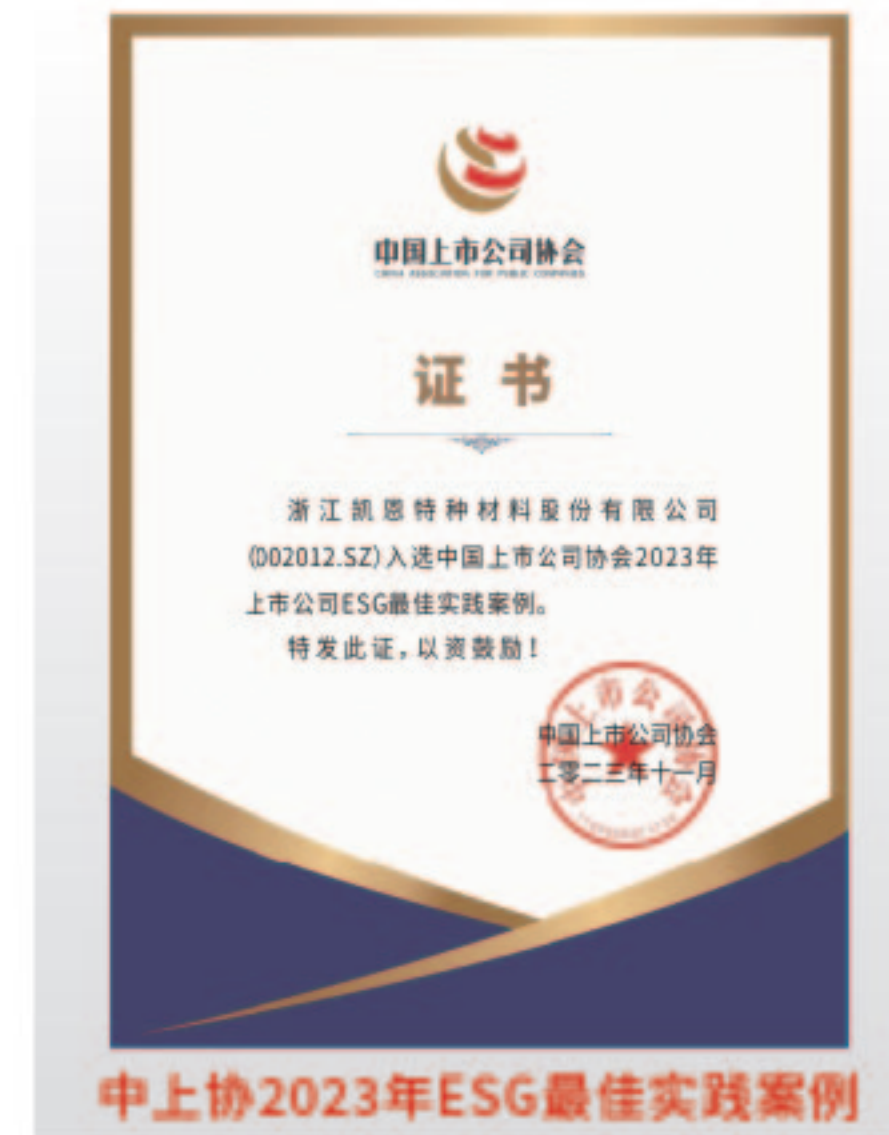 中国上市公司协会
CHINA ASSOCIATION FOR PUBLIC COMPANIES
证书
浙江凯恩特种材料股份有限公司
(002012.SZ)入选中国上市公司协会2023年
上市公司ESG最佳实践案例。
特发此证,以资鼓励!
中国上市公司协会
二零二三年十一月
中上协2023年ESG最佳实践案例